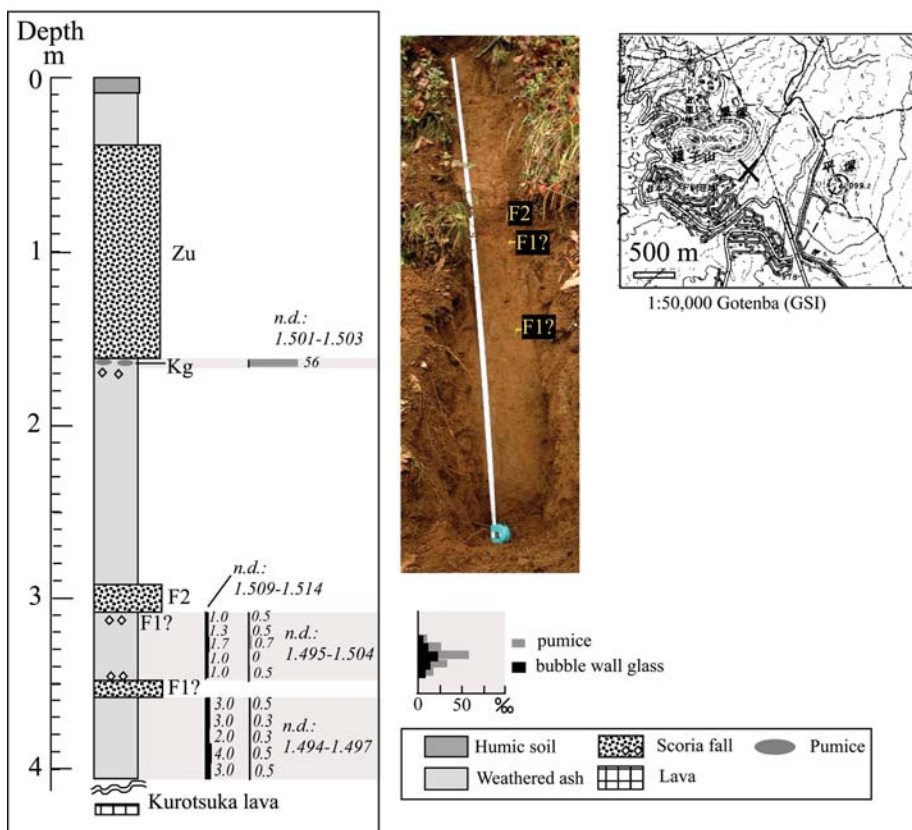 Depth
m
0
1
2
3
4
Zu
Kg
n.d.:
1.501-1.503
56
n.d.:
1.509-1.514
F2
F1?
F1?
1.0 0.5
1.3 0.5
1.7 0.7
1.0 0
1.0 0.5
n.d.:
1.495-1.504
3.0 0.5
3.0 0.3
2.0 0.3
4.0 0.5
3.0 0.5
n.d.:
1.494-1.497
Kurotsuka lava
F2
F1?
F1?
500 m
1:50,000 Gotenba (GSI)
pumice
bubble wall glass
0 50 ‰
Humic soil
Scoria fall
Pumice
Weathered ash
Lava